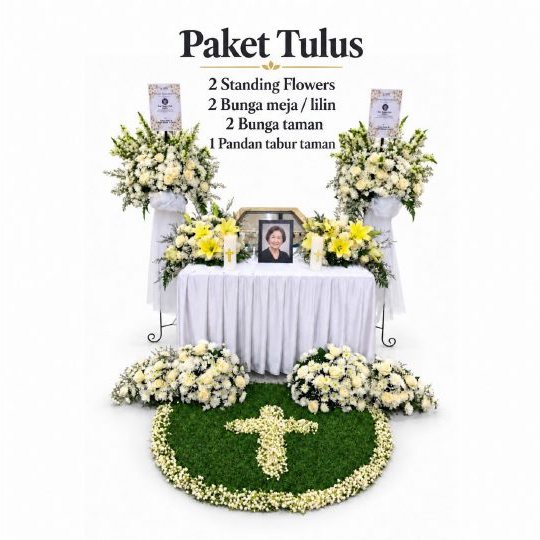 Paket Tulus
2 Standing Flowers
2 Bunga meja / lilin
2 Bunga taman
1 Pandan tabur taman